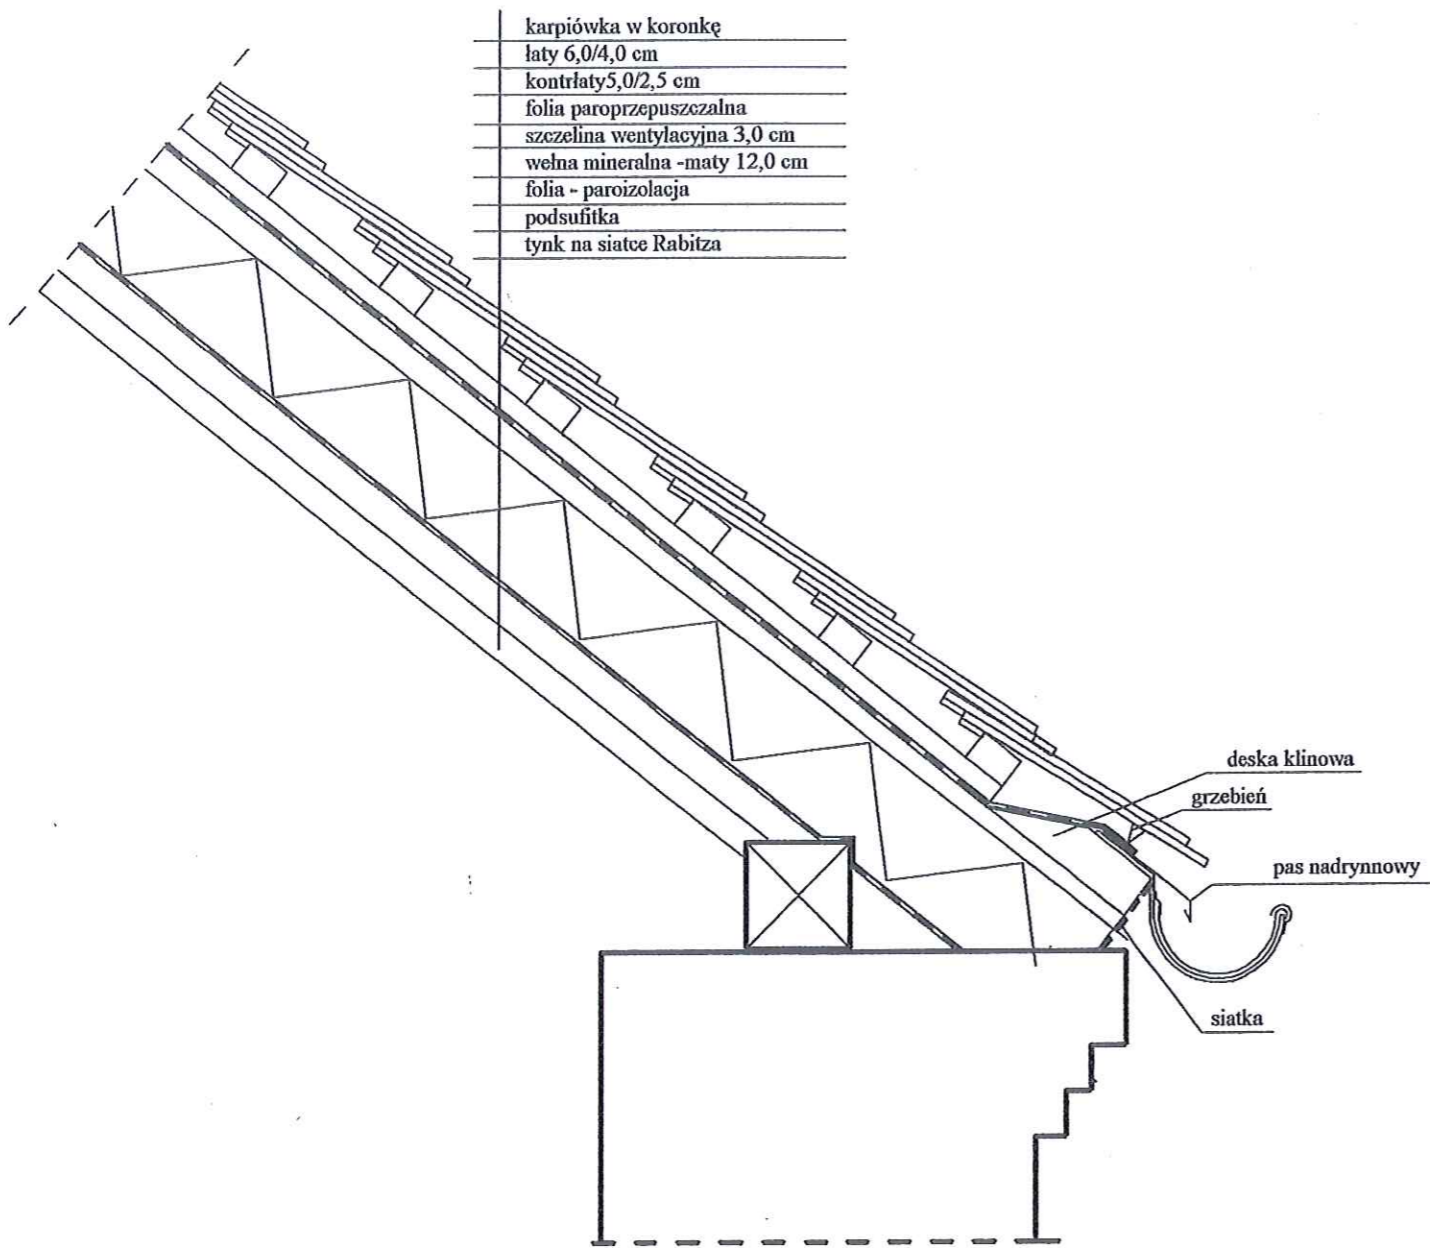 karpiówka w koronkę
łaty 6,0/4,0 cm
kontrłaty5,0/2,5 cm
folia paroprzepuszczalna
szczelina wentylacyjna 3,0 cm
wełna mineralna -maty 12,0 cm
folia - paroizolacja
podsufitka
tynk na siatce Rabitza
deska klinowa
grzebień
pas nadrynnowy
siatka